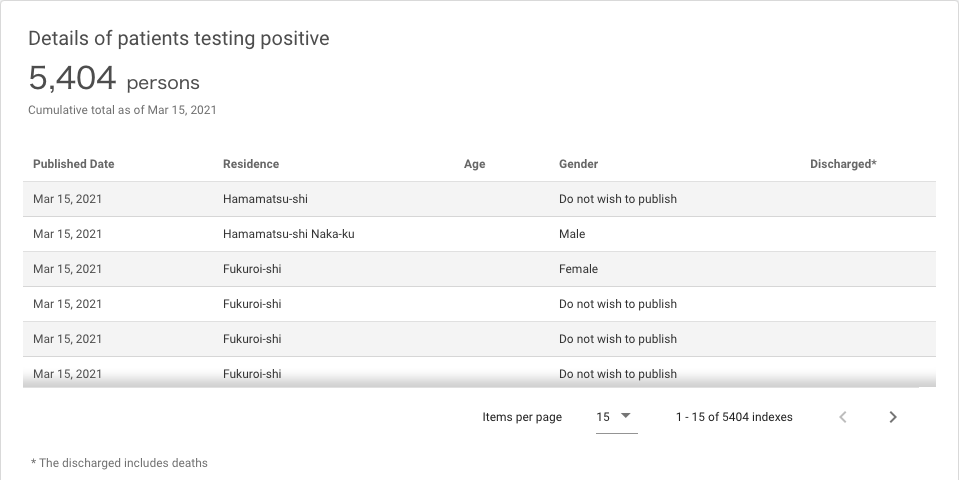 Details of patients testing positive
5,404 persons
Cumulative total as of Mar 15, 2021
Published Date Residence Age Gender Discharged*
Mar 15, 2021 Hamamatsu-shi Do not wish to publish
Mar 15, 2021 Hamamatsu-shi Naka-ku Male
Mar 15, 2021 Fukuroi-shi Female
Mar 15, 2021 Fukuroi-shi Do not wish to publish
Mar 15, 2021 Fukuroi-shi Do not wish to publish
Mar 15, 2021 Fukuroi-shi Do not wish to publish
Items per page 15 1 - 15 of 5404 indexes
* The discharged includes deaths